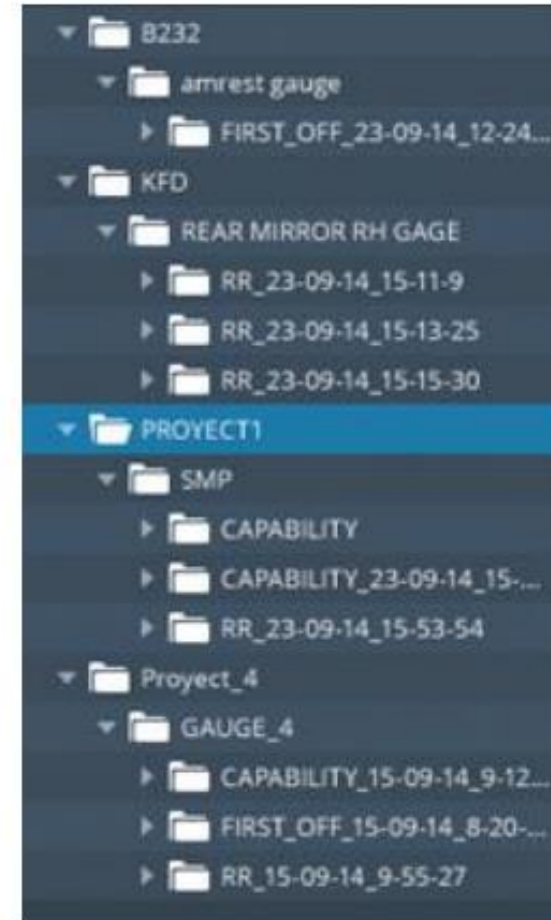 B232
amrest gauge
FIRST_OFF_23-09-14_12-24...
KFD
REAR MIRROR RH GAGE
RR_23-09-14_15-11-9
RR_23-09-14_15-13-25
RR_23-09-14_15-15-30
PROYECT1
SMP
CAPABILITY
CAPABILITY_23-09-14_15-...
RR_23-09-14_15-53-54
Proyect_4
GAUGE_4
CAPABILITY_15-09-14_9-12...
FIRST_OFF_15-09-14_8-20-...
RR_15-09-14_9-55-27